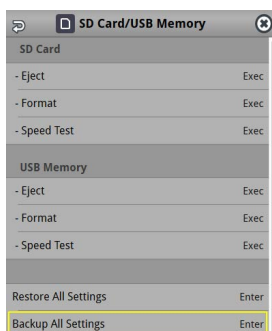 SD Card/USB Memory
SD Card
- Eject Exec
- Format Exec
- Speed Test Exec
USB Memory
- Eject Exec
- Format Exec
- Speed Test Exec
Restore All Settings Enter
Backup All Settings Enter